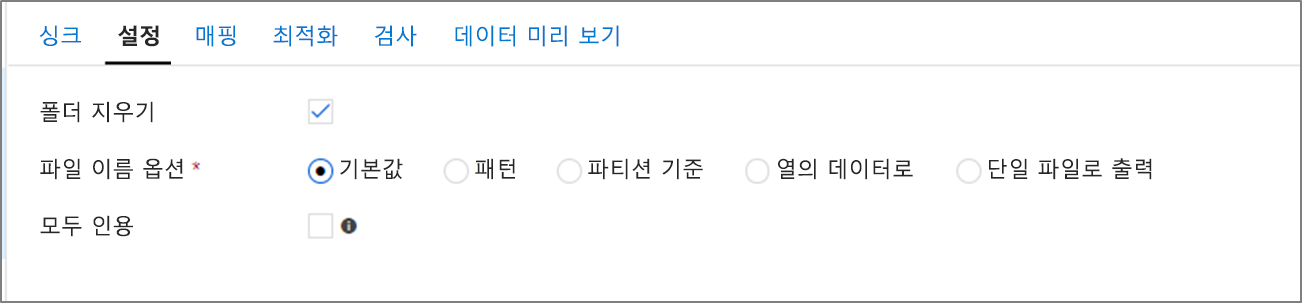 싱크 설정 매핑 최적화 검사 데이터 미리 보기
폴더 지우기
파일 이름 옵션 * 기본값 패턴 파티션 기준 열의 데이터로 단일 파일로 출력
모두 인용